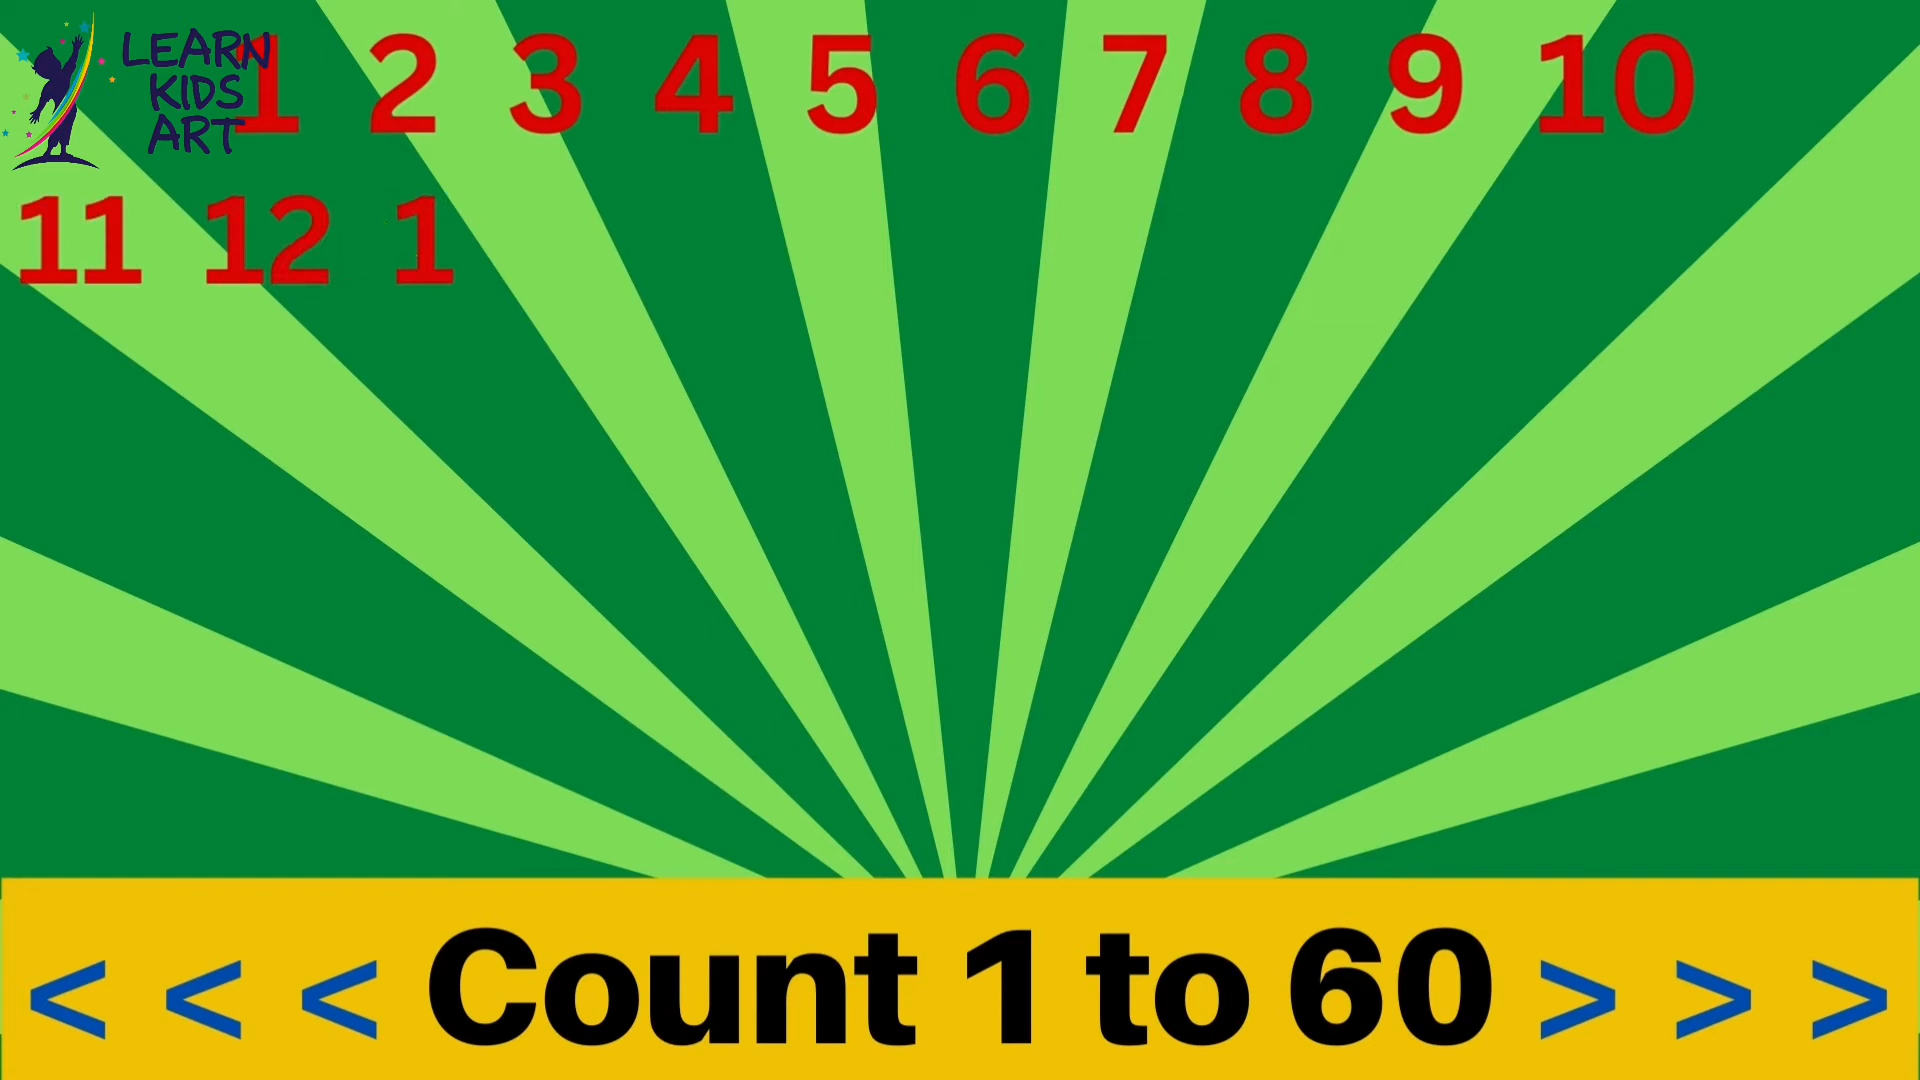 LEARN
KIDS
ART
1 2 3 4 5 6 7 8 9 10
11 12 1
< < < Count 1 to 60 > > >